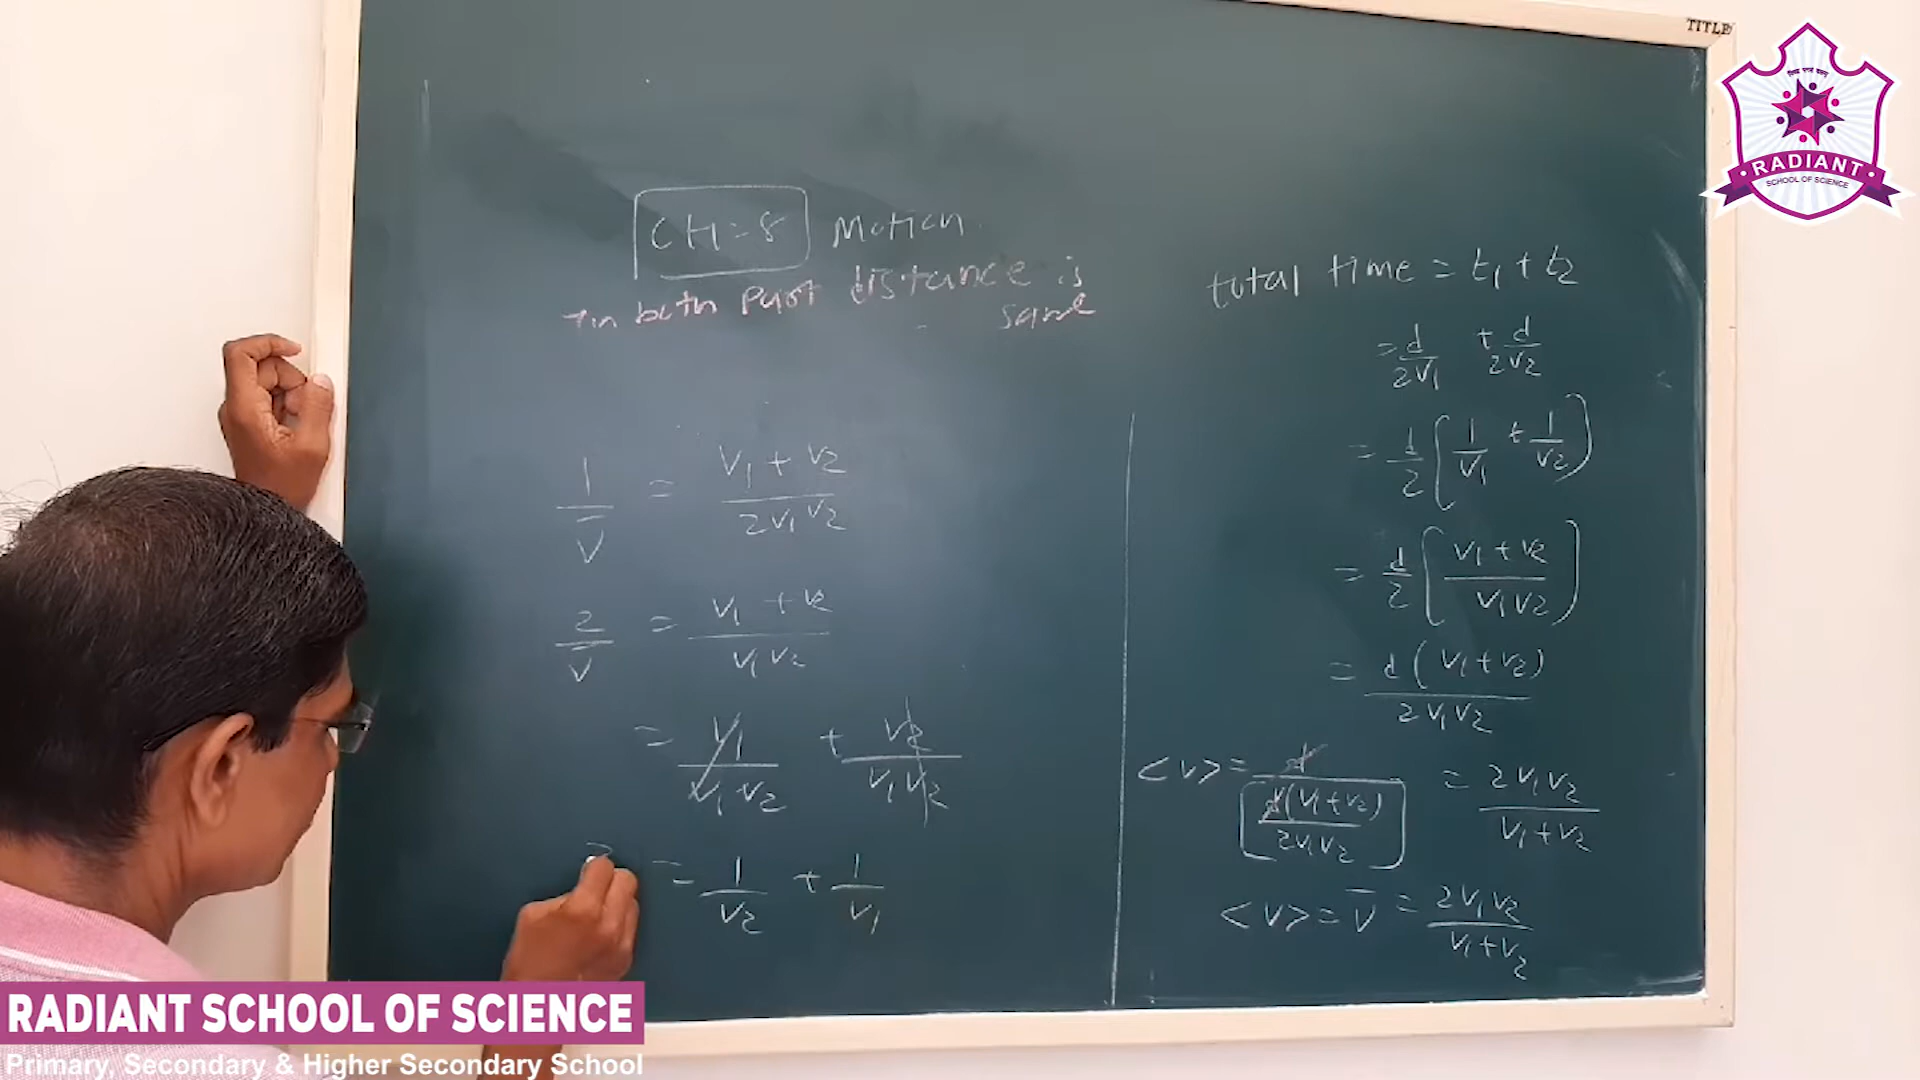 TITLE
RADIANT
SCHOOL OF SCIENCE
CH=8 Motion
In both part distance is
same
1/V̅ = (V1 + V2)/(2V1V2)
2/V̅ = (V1 + V2)/(V1V2)
= V1/(V1V2) + V2/(V1V2)
= 1/V2 + 1/V1
total time = t1 + t2
= d/(2V1) + d/(2V2)
= d/2 (1/V1 + 1/V2)
= d/2 ((V1 + V2)/(V1V2))
= d(V1 + V2)/(2V1V2)
<V> = d/(d(V1 + V2)/(2V1V2)) = 2V1V2/(V1 + V2)
<V> = V̅ = 2V1V2/(V1 + V2)
RADIANT SCHOOL OF SCIENCE
Primary, Secondary & Higher Secondary School